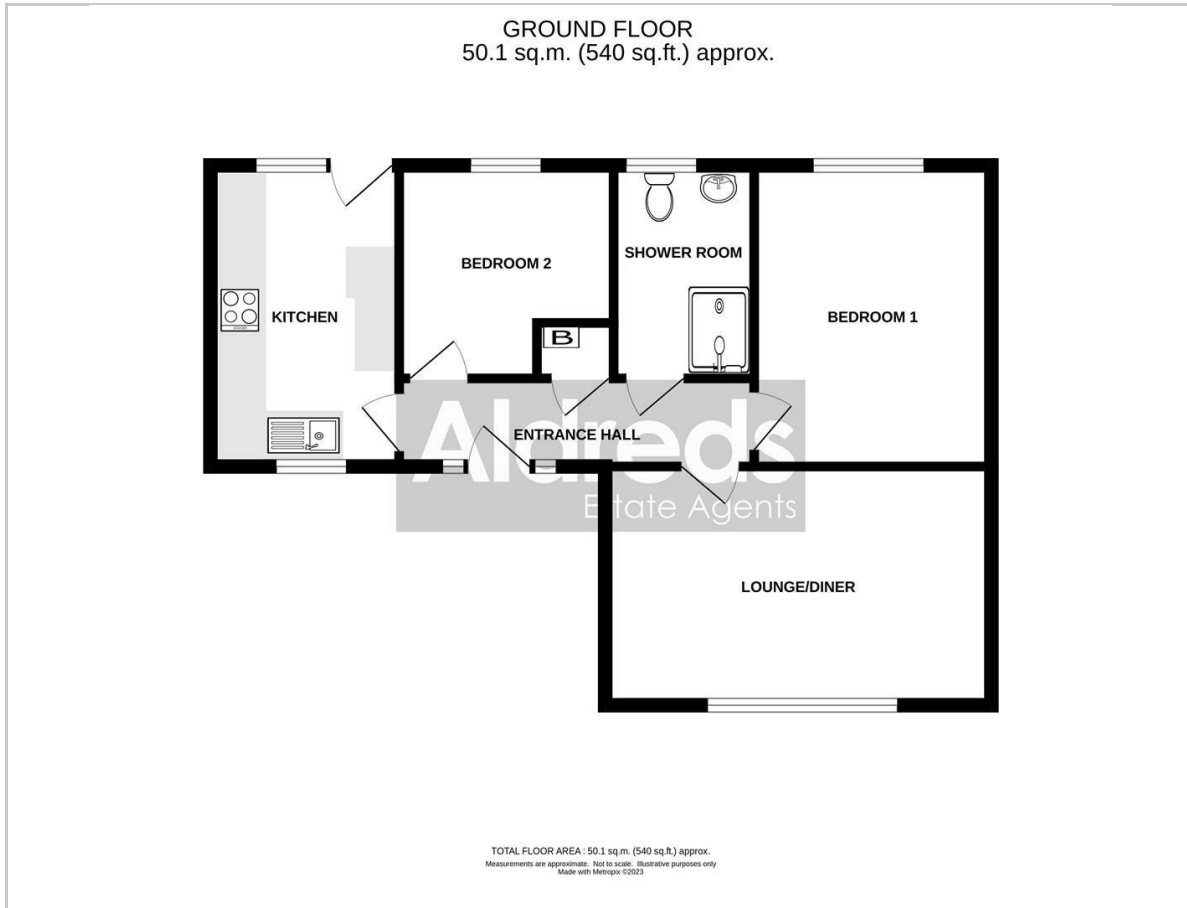 GROUND FLOOR
50.1 sq.m. (540 sq.ft.) approx.
BEDROOM 2
SHOWER ROOM
KITCHEN
BEDROOM 1
B
Aldreds
ENTRANCE HALL
Estate Agents
LOUNGE/DINER
TOTAL FLOOR AREA : 50.1 sq.m. (540 sq.ft.) approx.
Measurements are approximate. Not to scale. Illustrative purposes only
Made with Metropix ©2023